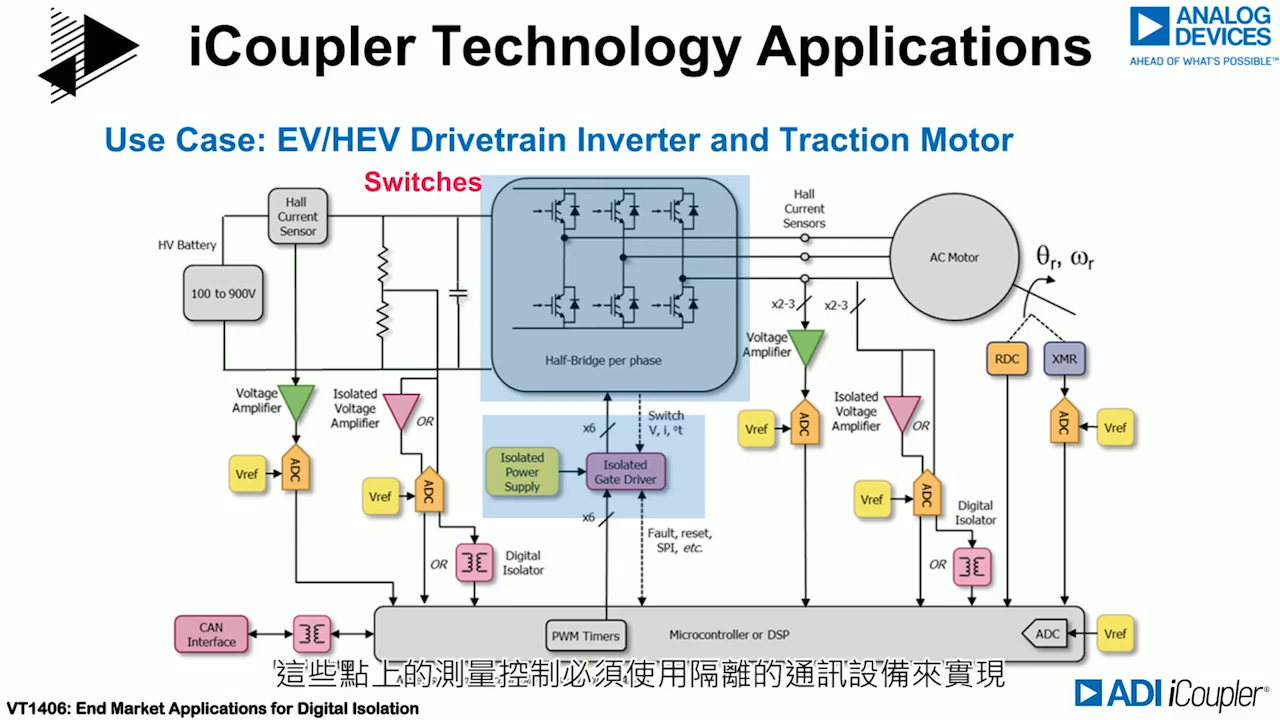 iCoupler Technology Applications
ANALOG
DEVICES
AHEAD OF WHAT'S POSSIBLE™
Use Case: EV/HEV Drivetrain Inverter and Traction Motor
Switches
Hall
Current
Sensor
HV Battery
100 to 900V
Half-Bridge per phase
Hall
Current
Sensors
AC Motor
θr, ωr
x2-3
x2-3
Voltage
Amplifier
RDC
XMR
Voltage
Amplifier
Isolated
Voltage
Amplifier
OR
x6
Switch
V, i, °t
Vref
ADC
Isolated
Voltage
Amplifier
OR
ADC
Vref
Vref
ADC
Vref
ADC
Isolated
Power
Supply
Isolated
Gate Driver
Vref
ADC
x6
Fault, reset,
SPI, etc.
Digital
Isolator
OR
Digital
Isolator
OR
CAN
Interface
PWM Timers
Microcontroller or DSP
ADC
Vref
這些點上的測量控制必須使用隔離的通訊設備來實現
VT1406: End Market Applications for Digital Isolation
ADI iCoupler®